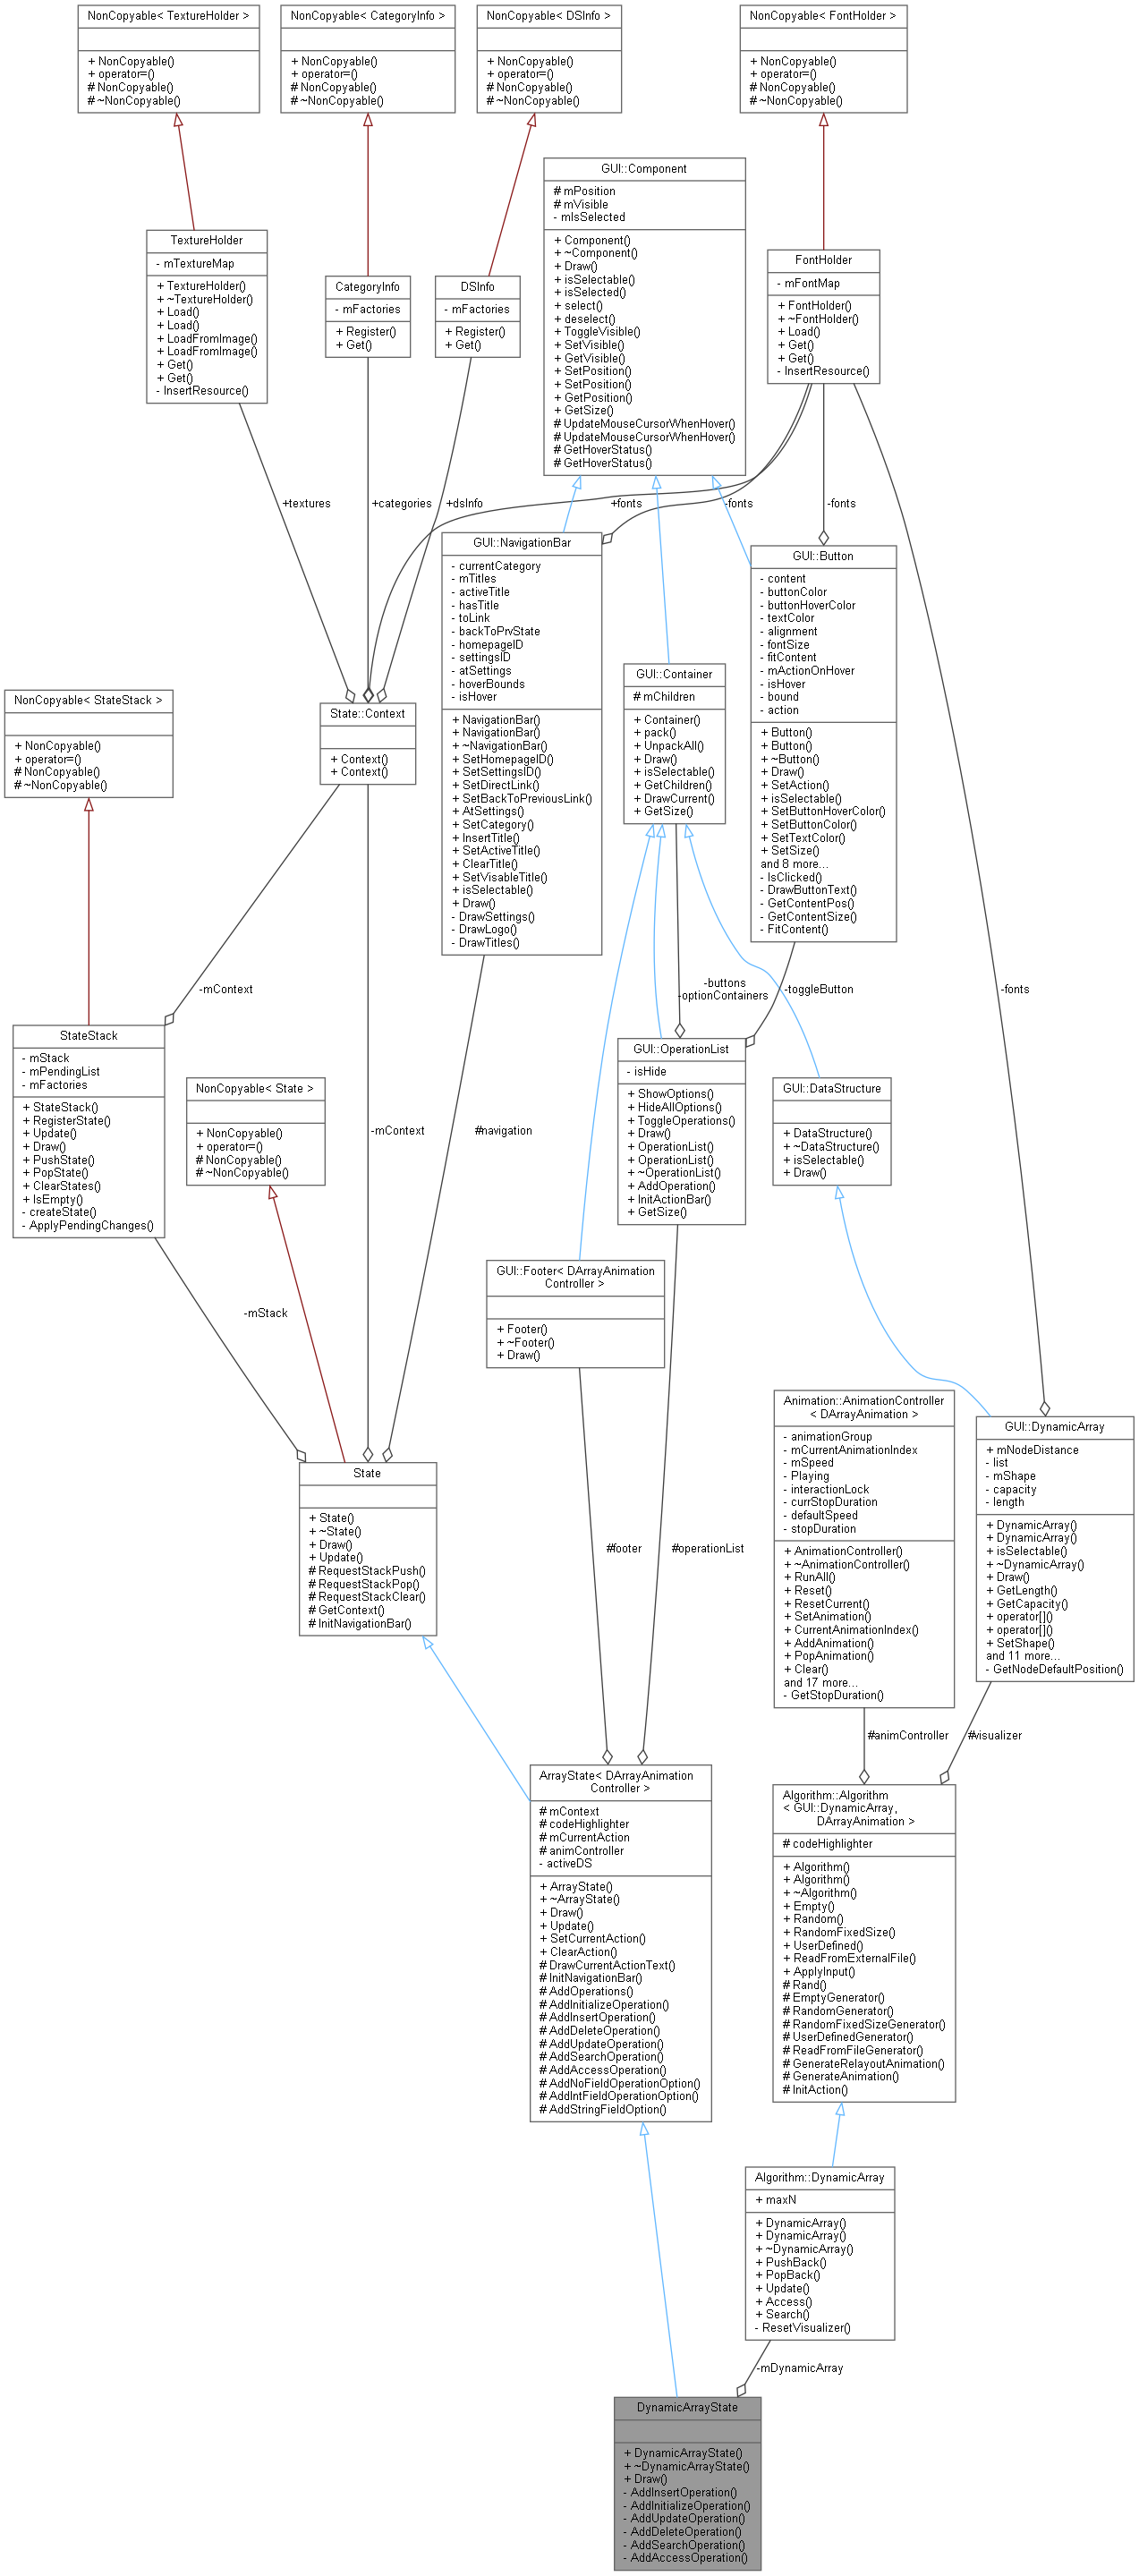 NonCopyable< TextureHolder >
+ NonCopyable()
+ operator=()
# NonCopyable()
# ~NonCopyable()
NonCopyable< CategoryInfo >
+ NonCopyable()
+ operator=()
# NonCopyable()
# ~NonCopyable()
NonCopyable< DSInfo >
+ NonCopyable()
+ operator=()
# NonCopyable()
# ~NonCopyable()
NonCopyable< FontHolder >
+ NonCopyable()
+ operator=()
# NonCopyable()
# ~NonCopyable()
GUI::Component
# mPosition
# mVisible
- mIsSelected
+ Component()
+ ~Component()
+ Draw()
+ isSelectable()
+ isSelected()
+ select()
+ deselect()
+ ToggleVisible()
+ SetVisible()
+ GetVisible()
+ SetPosition()
+ SetPosition()
+ GetPosition()
+ GetSize()
# UpdateMouseCursorWhenHover()
# UpdateMouseCursorWhenHover()
# GetHoverStatus()
# GetHoverStatus()
TextureHolder
- mTextureMap
+ TextureHolder()
+ ~TextureHolder()
+ Load()
+ Load()
+ LoadFromImage()
+ LoadFromImage()
+ Get()
+ Get()
- InsertResource()
CategoryInfo
- mFactories
+ Register()
+ Get()
DSInfo
- mFactories
+ Register()
+ Get()
FontHolder
- mFontMap
+ FontHolder()
+ ~FontHolder()
+ Load()
+ Get()
+ Get()
- InsertResource()
+textures
+categories
+dsInfo
+fonts
-fonts
-fonts
GUI::NavigationBar
- currentCategory
- mTitles
- activeTitle
- hasTitle
- toLink
- backToPrvState
- homepageID
- settingsID
- atSettings
- hoverBounds
- isHover
+ NavigationBar()
+ NavigationBar()
+ ~NavigationBar()
+ SetHomepageID()
+ SetSettingsID()
+ SetDirectLink()
+ SetBackToPreviousLink()
+ AtSettings()
+ SetCategory()
+ InsertTitle()
+ SetActiveTitle()
+ ClearTitle()
+ SetVisableTitle()
+ isSelectable()
+ Draw()
- DrawSettings()
- DrawLogo()
- DrawTitles()
GUI::Button
- content
- buttonColor
- buttonHoverColor
- textColor
- alignment
- fontSize
- fitContent
- mActionOnHover
- isHover
- bound
- action
+ Button()
+ Button()
+ ~Button()
+ Draw()
+ SetAction()
+ isSelectable()
+ SetButtonHoverColor()
+ SetButtonColor()
+ SetTextColor()
+ SetSize()
and 8 more...
- IsClicked()
- DrawButtonText()
- GetContentPos()
- GetContentSize()
- FitContent()
GUI::Container
# mChildren
+ Container()
+ pack()
+ UnpackAll()
+ Draw()
+ isSelectable()
+ GetChildren()
+ DrawCurrent()
+ GetSize()
NonCopyable< StateStack >
+ NonCopyable()
+ operator=()
# NonCopyable()
# ~NonCopyable()
State::Context
+ Context()
+ Context()
-mContext
-buttons
-optionContainers
-toggleButton
-fonts
StateStack
- mStack
- mPendingList
- mFactories
+ StateStack()
+ RegisterState()
+ Update()
+ Draw()
+ PushState()
+ PopState()
+ ClearStates()
+ IsEmpty()
- createState()
- ApplyPendingChanges()
NonCopyable< State >
+ NonCopyable()
+ operator=()
# NonCopyable()
# ~NonCopyable()
-mContext
#navigation
GUI::OperationList
- isHide
+ ShowOptions()
+ HideAllOptions()
+ ToggleOperations()
+ Draw()
+ OperationList()
+ OperationList()
+ ~OperationList()
+ AddOperation()
+ InitActionBar()
+ GetSize()
GUI::DataStructure
+ DataStructure()
+ ~DataStructure()
+ isSelectable()
+ Draw()
GUI::Footer< DArrayAnimation
Controller >
+ Footer()
+ ~Footer()
+ Draw()
-mStack
State
+ State()
+ ~State()
+ Draw()
+ Update()
# RequestStackPush()
# RequestStackPop()
# RequestStackClear()
# GetContext()
# InitNavigationBar()
#footer
#operationList
Animation::AnimationController
< DArrayAnimation >
- animationGroup
- mCurrentAnimationIndex
- mSpeed
- Playing
- interactionLock
- currStopDuration
- defaultSpeed
- stopDuration
+ AnimationController()
+ ~AnimationController()
+ RunAll()
+ Reset()
+ ResetCurrent()
+ SetAnimation()
+ CurrentAnimationIndex()
+ AddAnimation()
+ PopAnimation()
+ Clear()
and 17 more...
- GetStopDuration()
GUI::DynamicArray
+ mNodeDistance
- list
- mShape
- capacity
- length
+ DynamicArray()
+ DynamicArray()
+ isSelectable()
+ ~DynamicArray()
+ Draw()
+ GetLength()
+ GetCapacity()
+ operator[]()
+ operator[]()
+ SetShape()
and 11 more...
- GetNodeDefaultPosition()
#animController
#visualizer
ArrayState< DArrayAnimation
Controller >
# mContext
# codeHighlighter
# mCurrentAction
# animController
- activeDS
+ ArrayState()
+ ~ArrayState()
+ Draw()
+ Update()
+ SetCurrentAction()
+ ClearAction()
# DrawCurrentActionText()
# InitNavigationBar()
# AddOperations()
# AddInitializeOperation()
# AddInsertOperation()
# AddDeleteOperation()
# AddUpdateOperation()
# AddSearchOperation()
# AddAccessOperation()
# AddNoFieldOperationOption()
# AddIntFieldOperationOption()
# AddStringFieldOption()
Algorithm::Algorithm
< GUI::DynamicArray,
DArrayAnimation >
# codeHighlighter
+ Algorithm()
+ Algorithm()
+ ~Algorithm()
+ Empty()
+ Random()
+ RandomFixedSize()
+ UserDefined()
+ ReadFromExternalFile()
+ ApplyInput()
# Rand()
# EmptyGenerator()
# RandomGenerator()
# RandomFixedSizeGenerator()
# UserDefinedGenerator()
# ReadFromFileGenerator()
# GenerateRelayoutAnimation()
# GenerateAnimation()
# InitAction()
Algorithm::DynamicArray
+ maxN
+ DynamicArray()
+ DynamicArray()
+ ~DynamicArray()
+ PushBack()
+ PopBack()
+ Update()
+ Access()
+ Search()
- ResetVisualizer()
-mDynamicArray
DynamicArrayState
+ DynamicArrayState()
+ ~DynamicArrayState()
+ Draw()
- AddInsertOperation()
- AddInitializeOperation()
- AddUpdateOperation()
- AddDeleteOperation()
- AddSearchOperation()
- AddAccessOperation()